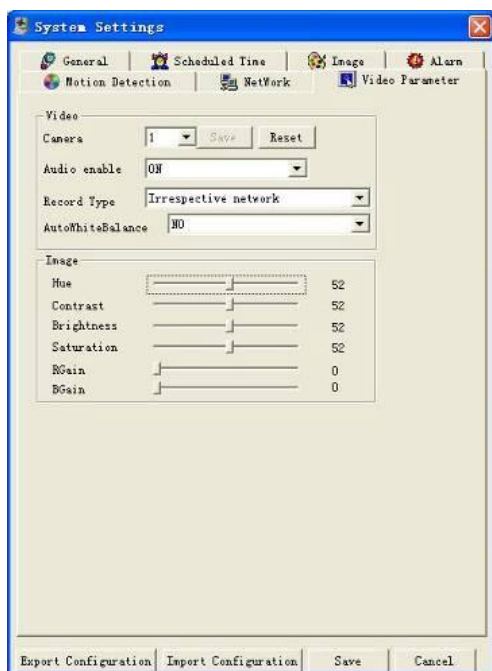 System Settings
General Scheduled Time Image Alarm
Motion Detection NetWork Video Parameter
Video
Camera 1 Save Reset
Audio enable ON
Record Type Irrespective network
AutoWhiteBalance NO
Image
Hue 52
Contrast 52
Brightness 52
Saturation 52
RGain 0
BGain 0
Export Configuration Import Configuration Save Cancel